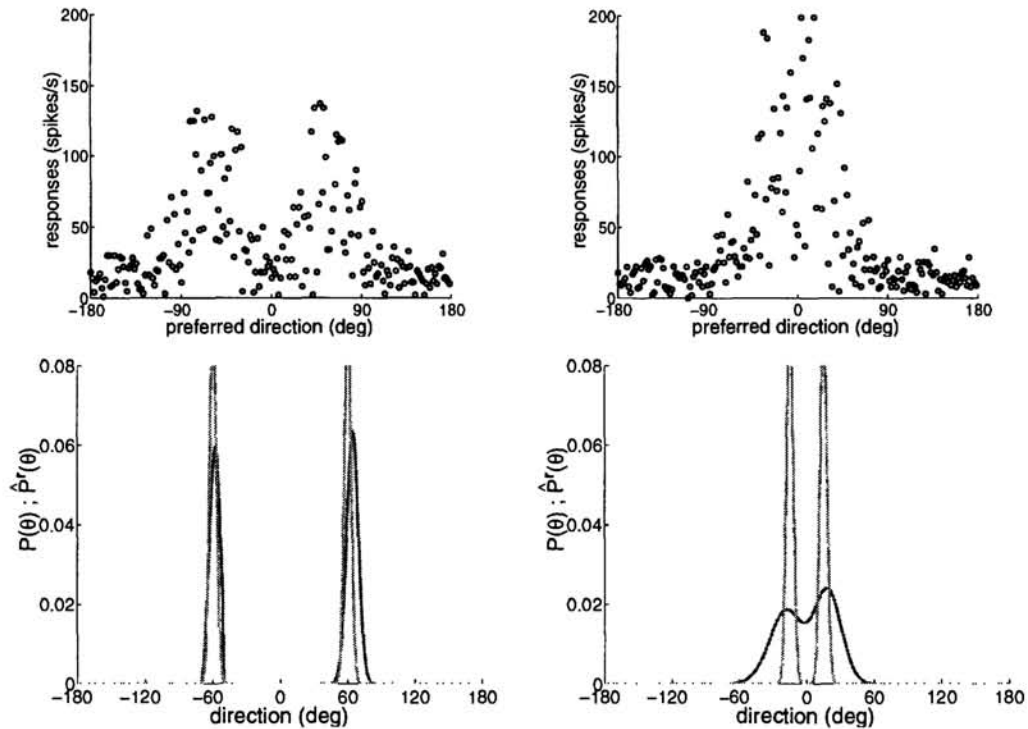 200
150
100
50
0
responses (spikes/s)
-180 -90 0 90 180
preferred direction (deg)
200
150
100
50
0
responses (spikes/s)
-180 -90 0 90 180
preferred direction (deg)
0.08
0.06
0.04
0.02
0
P(θ) ; P̂ʳ(θ)
-180 -120 -60 0 60 120 180
direction (deg)
0.08
0.06
0.04
0.02
0
P(θ) ; P̂ʳ(θ)
-180 -120 -60 0 60 120 180
direction (deg)